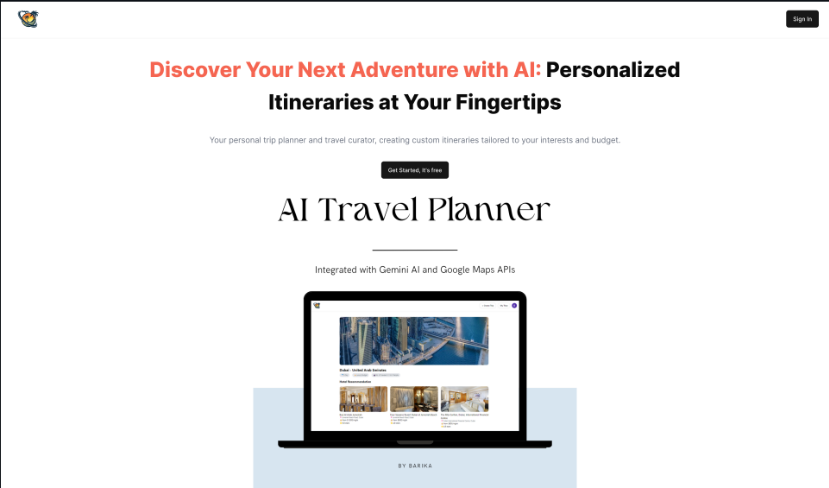 Sign In
Discover Your Next Adventure with AI: Personalized
Itineraries at Your Fingertips
Your personal trip planner and travel curator, creating custom itineraries tailored to your interests and budget.
Get Started, It's free
AI Travel Planner
Integrated with Gemini AI and Google Maps APIs
Dubai - United Arab Emirates
Hotel Recommendation
BY BARIKA